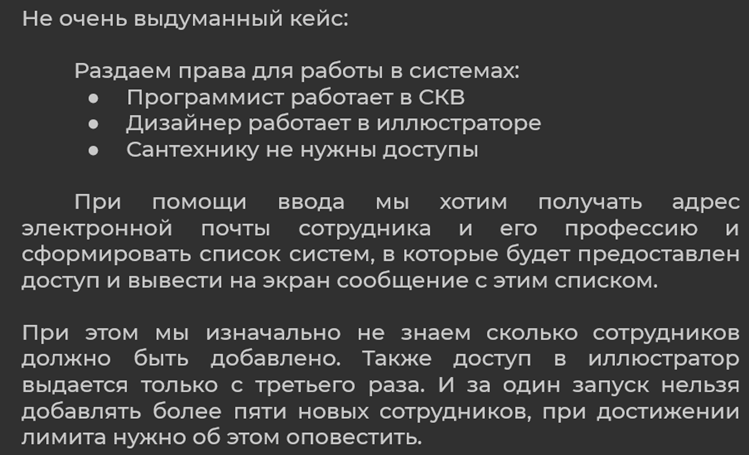 Не очень выдуманный кейс:
Раздаем права для работы в системах:
● Программист работает в СКВ
● Дизайнер работает в иллюстраторе
● Сантехнику не нужны доступы
При помощи ввода мы хотим получать адрес
электронной почты сотрудника и его профессию и
сформировать список систем, в которые будет предоставлен
доступ и вывести на экран сообщение с этим списком.
При этом мы изначально не знаем сколько сотрудников
должно быть добавлено. Также доступ в иллюстратор
выдается только с третьего раза. И за один запуск нельзя
добавлять более пяти новых сотрудников, при достижении
лимита нужно об этом оповестить.